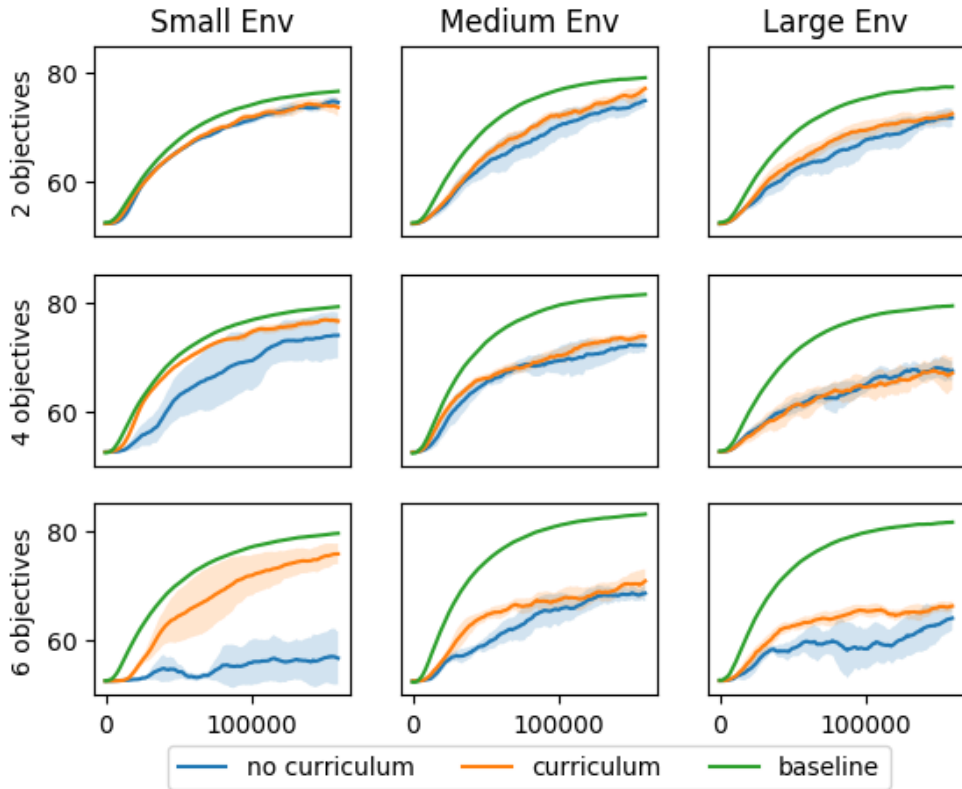 Small Env Medium Env Large Env
2 objectives
80
60
4 objectives
80
60
6 objectives
80
60
0 100000 0 100000 0 100000
no curriculum curriculum baseline